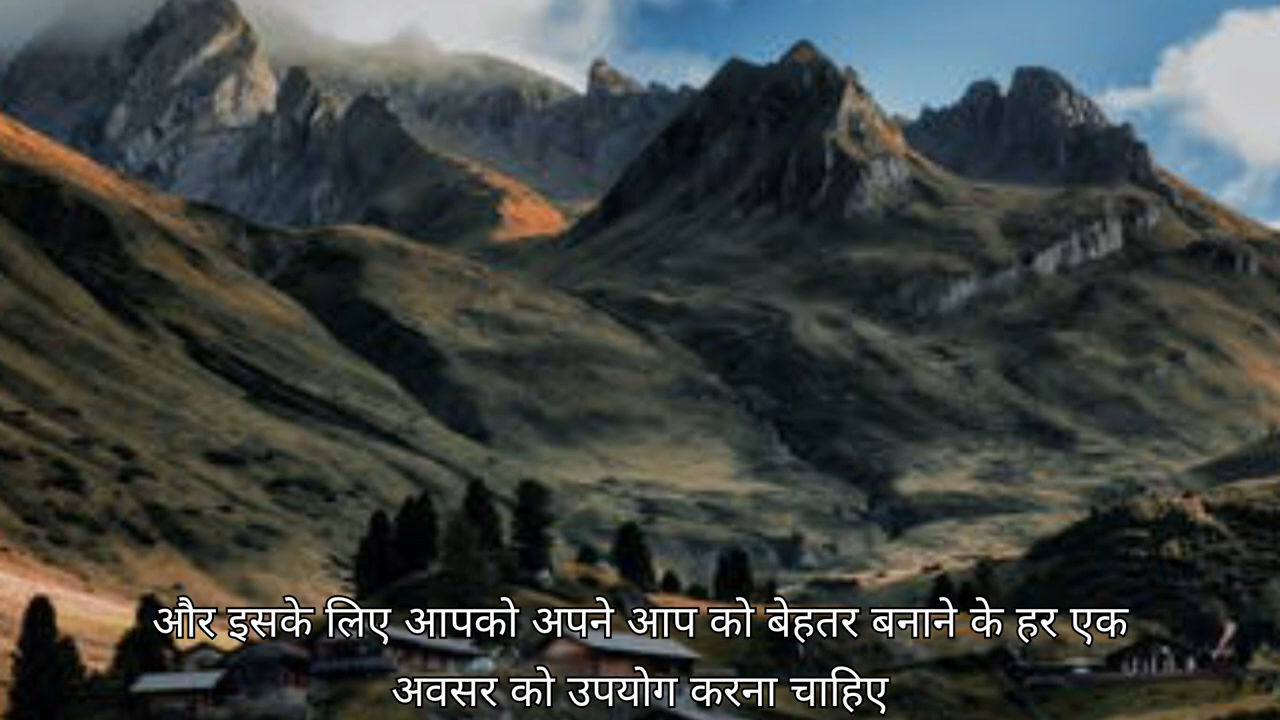 और इसके लिए आपको अपने आप को बेहतर बनाने के हर एक
अवसर को उपयोग करना चाहिए